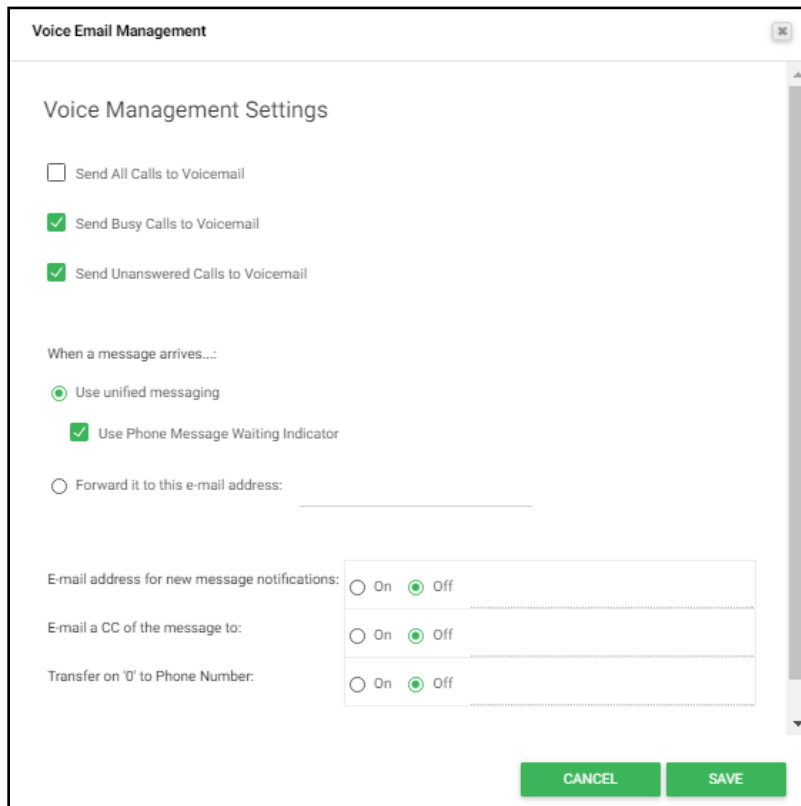 Voice Email Management
Voice Management Settings
Send All Calls to Voicemail
Send Busy Calls to Voicemail
Send Unanswered Calls to Voicemail
When a message arrives...:
Use unified messaging
Use Phone Message Waiting Indicator
Forward it to this e-mail address:
E-mail address for new message notifications: On Off
E-mail a CC of the message to: On Off
Transfer on '0' to Phone Number: On Off
CANCEL SAVE